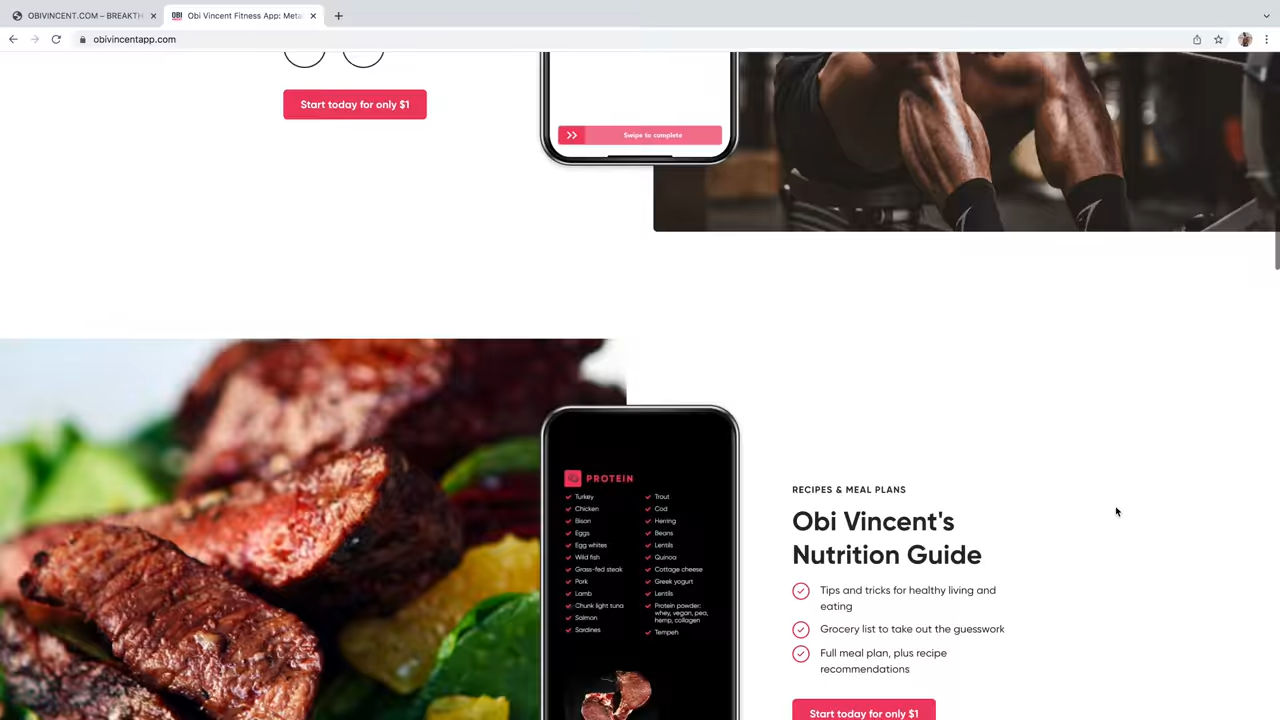 OBIVINCENT.COM – BREAKTH
OBI Obi Vincent Fitness App: Meta
obivincentapp.com
Start today for only $1
Swipe to complete
PROTEIN
Turkey
Chicken
Bison
Eggs
Egg whites
Wild fish
Grass-fed steak
Pork
Lamb
Chunk light tuna
Salmon
Sardines
Trout
Cod
Herring
Beans
Lentils
Quinoa
Cottage cheese
Greek yogurt
Lentils
Protein powder:
whey, vegan, pea,
hemp, collagen
Tempeh
RECIPES & MEAL PLANS
Obi Vincent's
Nutrition Guide
Tips and tricks for healthy living and
eating
Grocery list to take out the guesswork
Full meal plan, plus recipe
recommendations
Start today for only $1